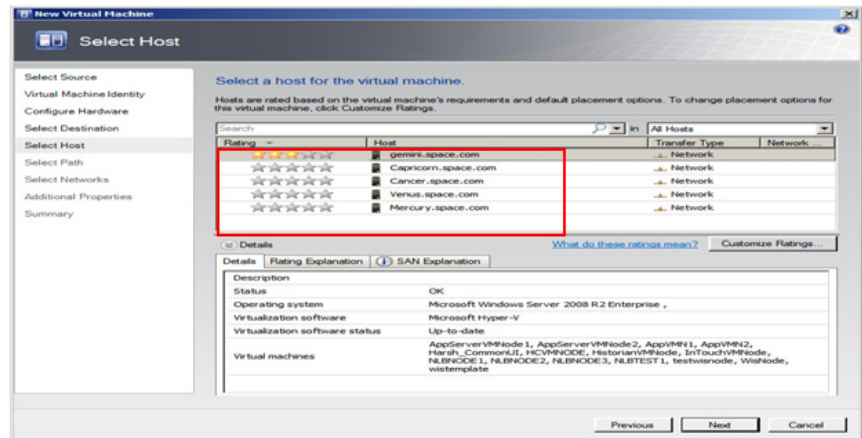 New Virtual Machine
Select Host
Select Source
Virtual Machine Identity
Configure Hardware
Select Destination
Select Host
Select Path
Select Networks
Additional Properties
Summary
Select a host for the virtual machine.
Hosts are rated based on the virtual machine's requirements and default placement options. To change placement options for
this virtual machine, click Customize Ratings.
Search in All Hosts
Rating Host Transfer Type Network ...
gemini.space.com Network
Capricorn.space.com Network
Cancer.space.com Network
Venus.space.com Network
Mercury.space.com Network
Details What do these ratings mean? Customize Ratings...
Details Rating Explanation SAN Explanation
Description
Status OK
Operating system Microsoft Windows Server 2008 R2 Enterprise ,
Virtualization software Microsoft Hyper-V
Virtualization software status Up-to-date
Virtual machines
AppServerVMNode1, AppServerVMNode2, AppVMN1, AppVMN2,
Harsh_CommonUI, HCVMNODE, HistorianVMNode, InTouchVMNode,
NLBNODE1, NLBNODE2, NLBNODE3, NLBTEST1, testwisnode, WisNode,
wistemplate
Previous Next Cancel